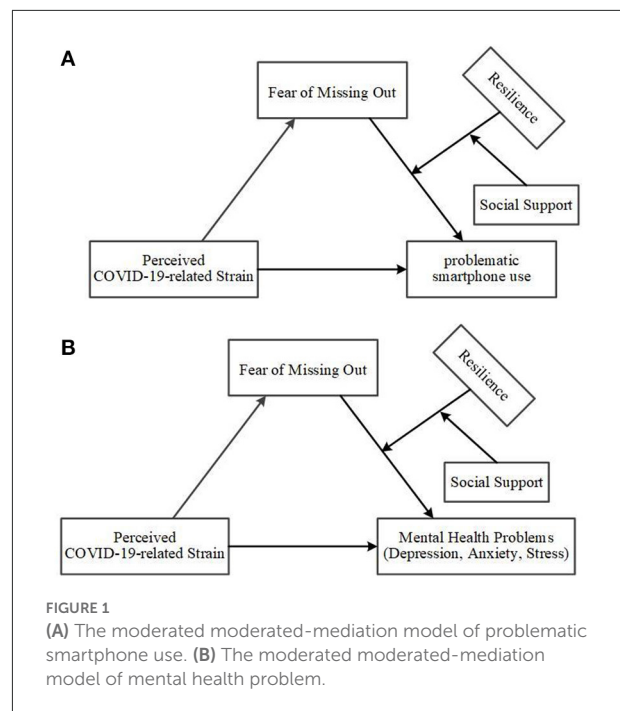 A
Fear of Missing Out
Resilience
Social Support
Perceived
COVID-19-related Strain
problematic
smartphone use
B
Fear of Missing Out
Resilience
Social Support
Perceived
COVID-19-related Strain
Mental Health Problems
(Depression, Anxiety, Stress)
FIGURE 1
(A) The moderated moderated-mediation model of problematic
smartphone use. (B) The moderated moderated-mediation
model of mental health problem.